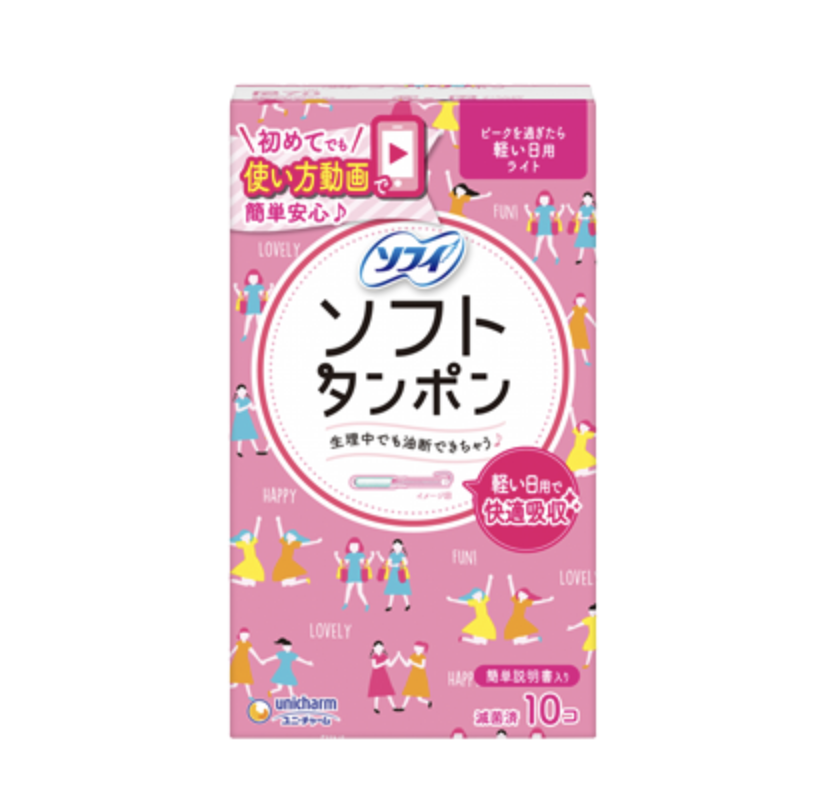 初めてでも
使い方動画で
簡単安心♪
ピークを過ぎたら
軽い日用
ライト
FUN!
LOVELY
ソフィ
ソフト
タンポン
生理中でも油断できちゃう♪
イメージ図
軽い日用で
快適吸収
HAPPY
FUN!
LOVEL
LOVELY
HAPP
簡単説明書入り
unicharm
ユニ・チャーム
滅菌済 10コ